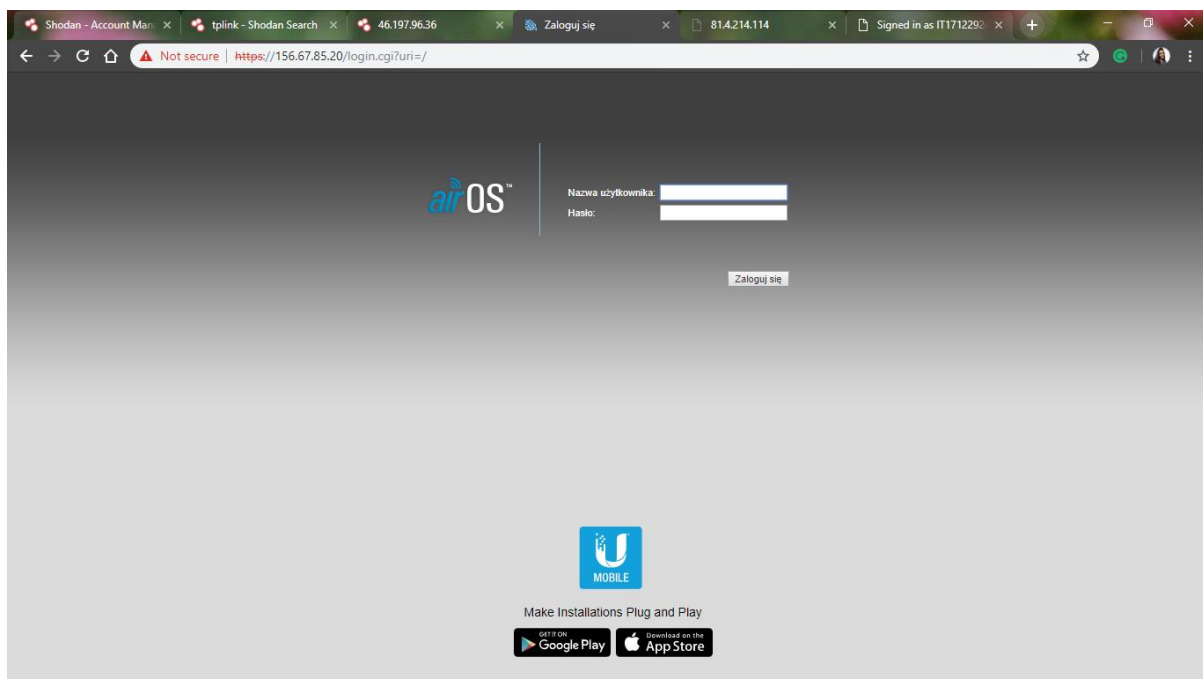 Shodan - Account Man
tplink - Shodan Search
46.197.96.36
Zaloguj się
81.4.214.114
Signed in as IT1712292
Not secure | https://156.67.85.20/login.cgi?uri=/
air OS™
Nazwa użytkownika:
Hasło:
Zaloguj się
U
MOBILE
Make Installations Plug and Play
GET IT ON
Google Play
Download on the
App Store